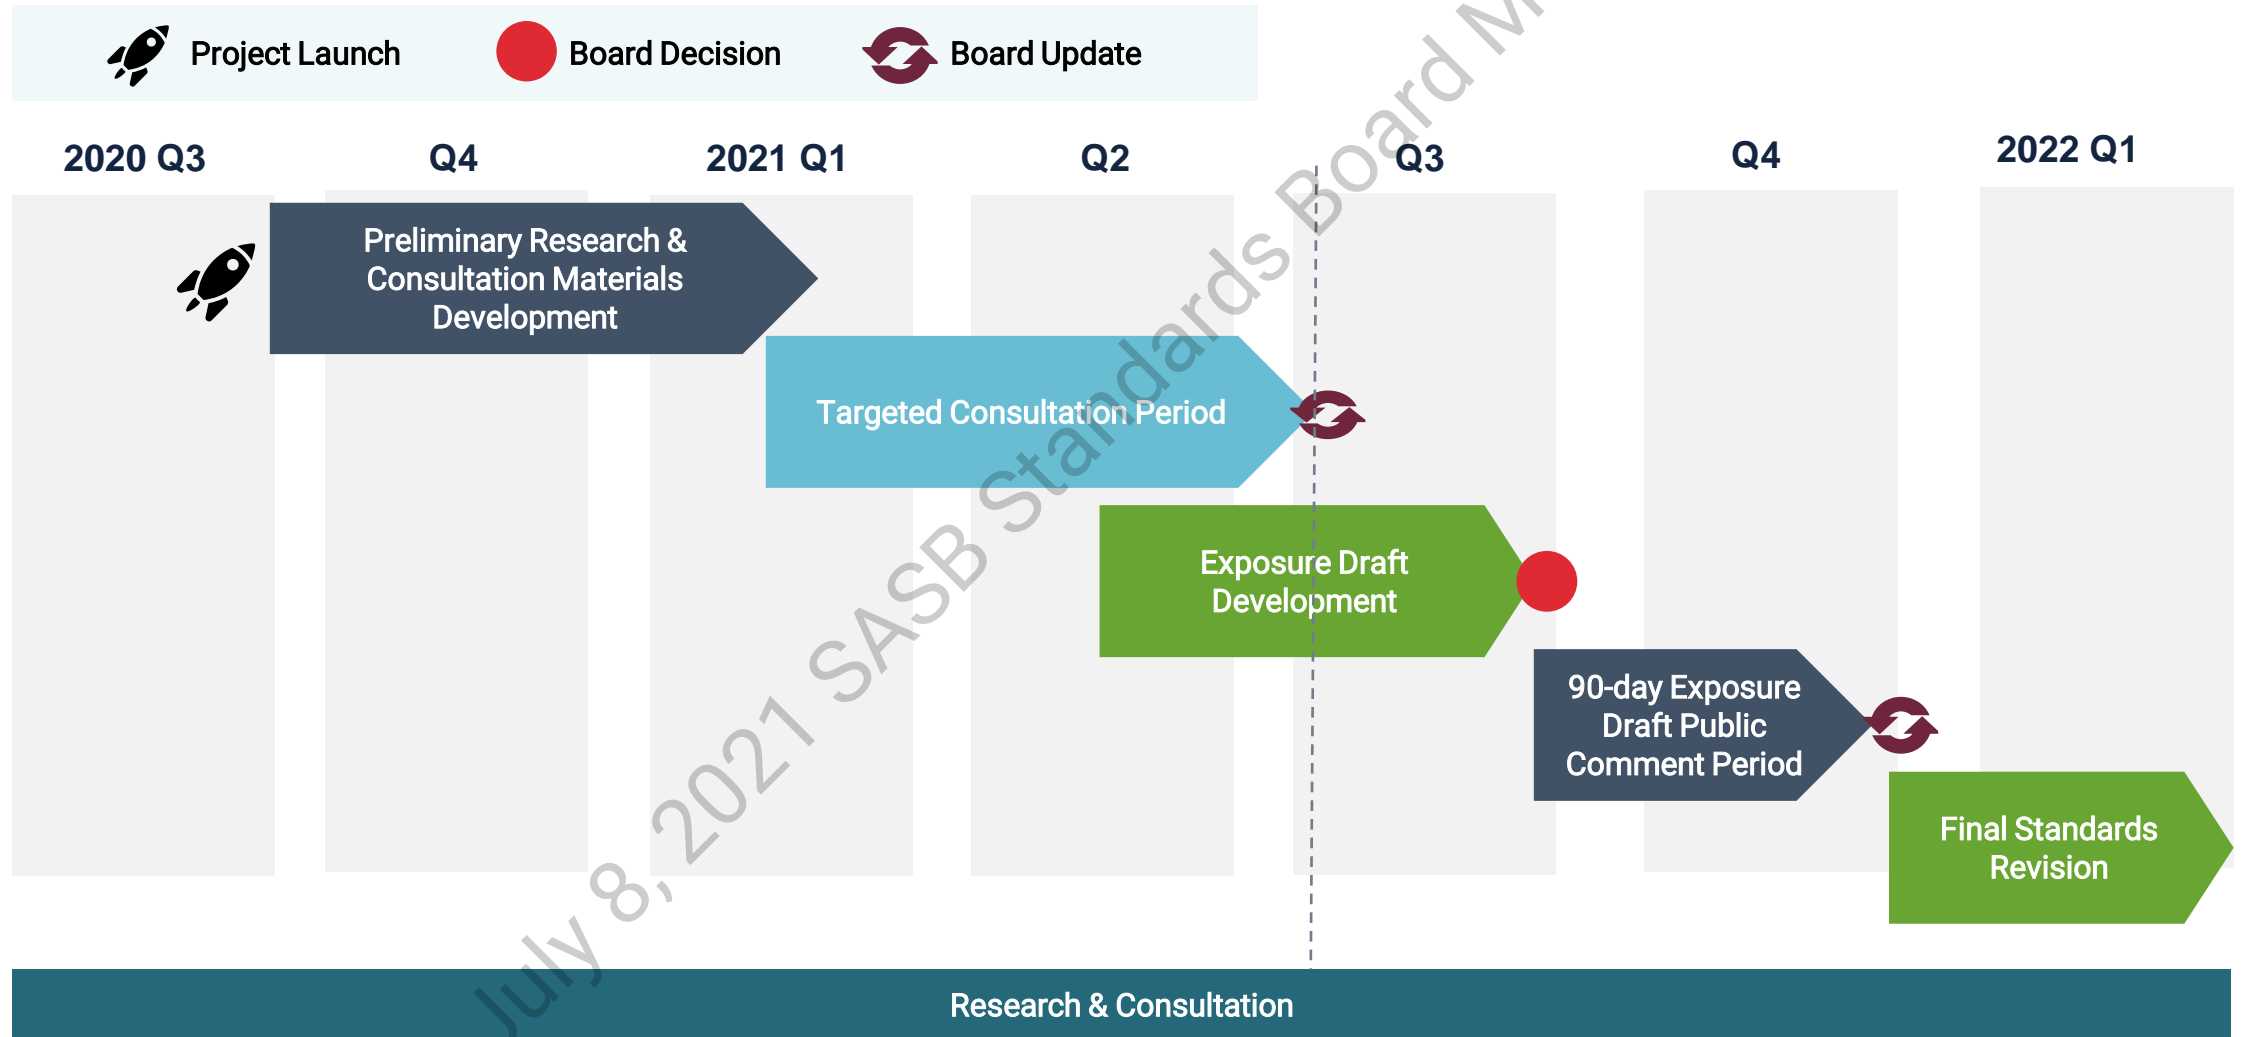 Project Launch
Board Decision
Board Update
2020 Q3
Q4
2021 Q1
Q2
Q3
Q4
2022 Q1
Preliminary Research &
Consultation Materials
Development
Targeted Consultation Period
Exposure Draft
Development
90-day Exposure
Draft Public
Comment Period
Final Standards
Revision
Research & Consultation
July 8, 2021 SASB Standards Board